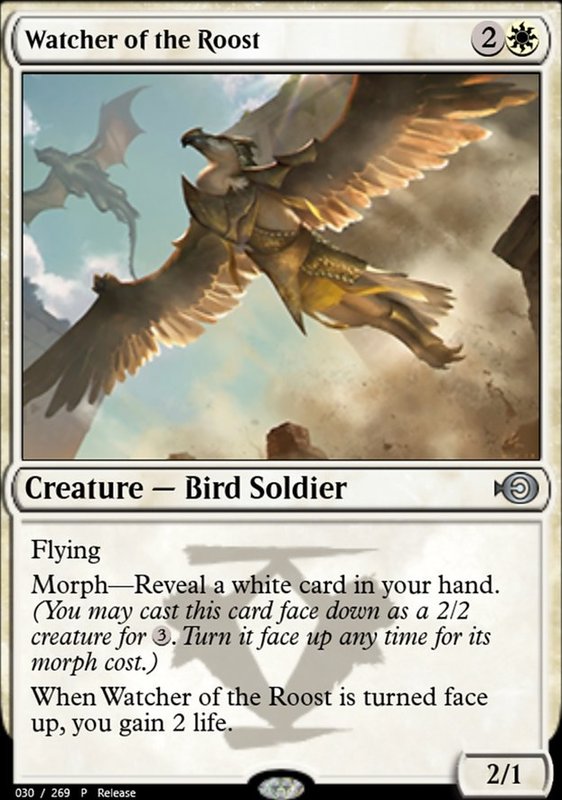 Watcher of the Roost 2
Creature — Bird Soldier
Flying
Morph—Reveal a white card in your hand.
(You may cast this card face down as a 2/2
creature for 3. Turn it face up any time for its
morph cost.)
When Watcher of the Roost is turned face
up, you gain 2 life.
2/1
030 / 269 P Release